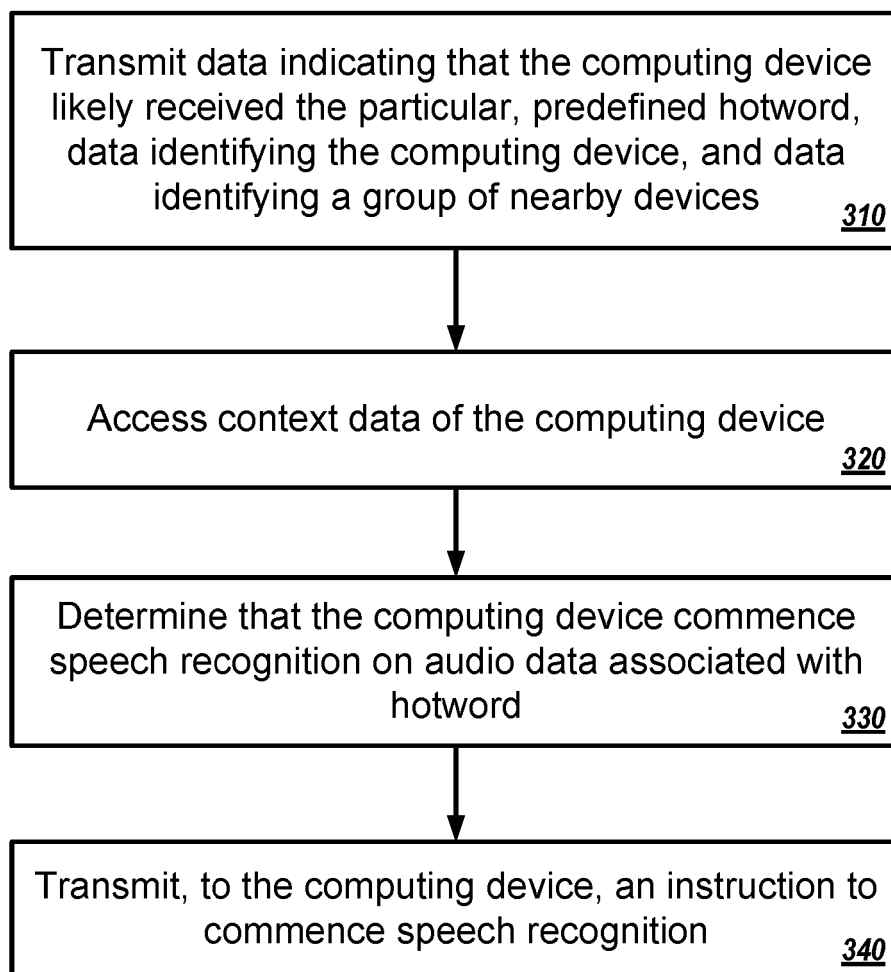 Transmit data indicating that the computing device
likely received the particular, predefined hotword,
data identifying the computing device, and data
identifying a group of nearby devices
310
Access context data of the computing device
320
Determine that the computing device commence
speech recognition on audio data associated with
hotword
330
Transmit, to the computing device, an instruction to
commence speech recognition
340